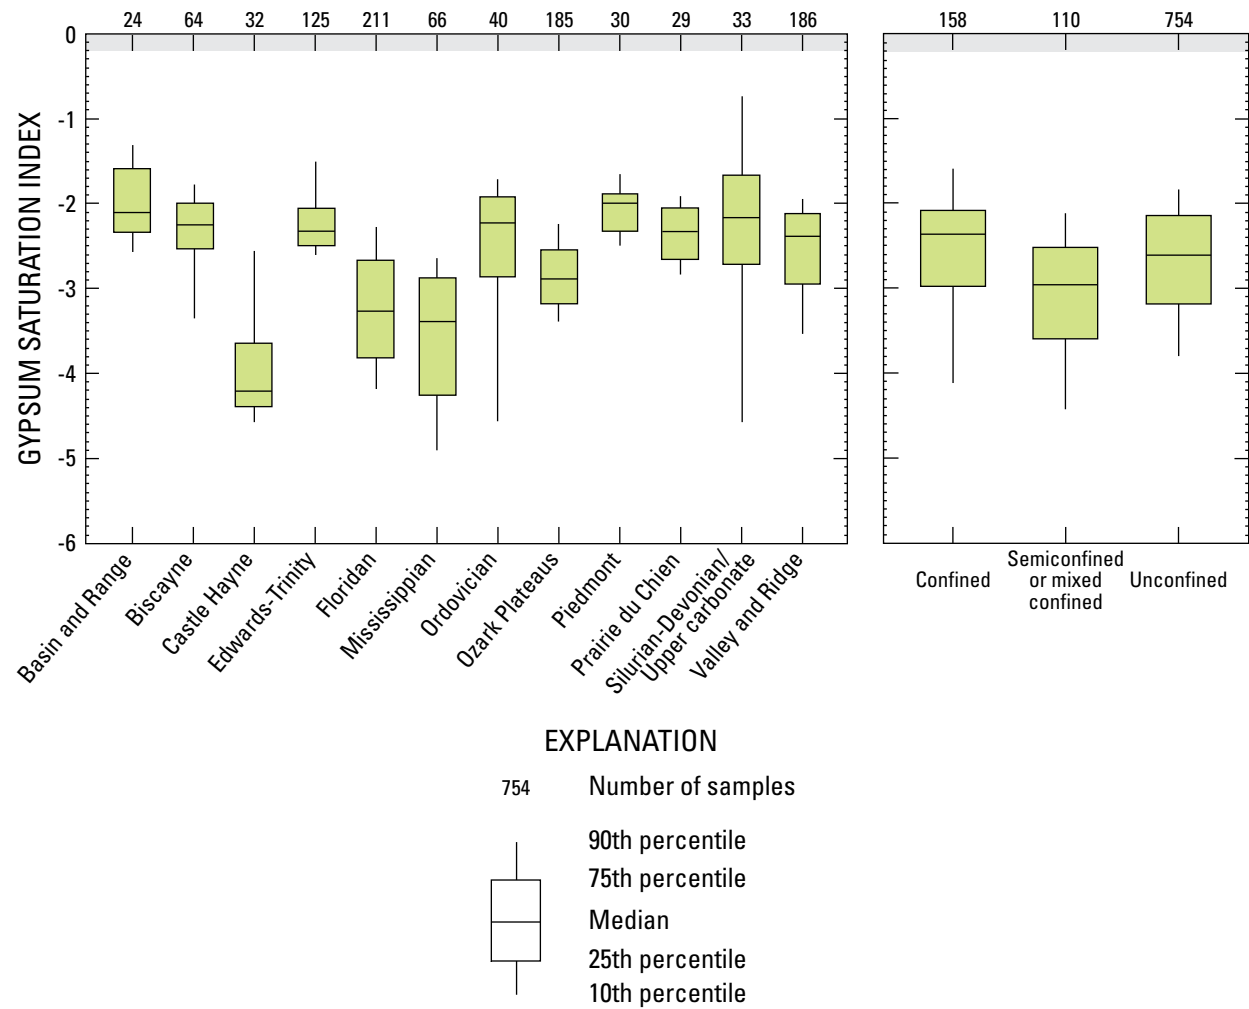 24 64 32 125 211 66 40 185 30 29 33 186
158 110 754
GYPSUM SATURATION INDEX
0
-1
-2
-3
-4
-5
-6
Basin and Range
Biscayne
Castle Hayne
Edwards-Trinity
Floridan
Mississippian
Ordovician
Ozark Plateaus
Piedmont
Prairie du Chien
Silurian-Devonian/
Upper carbonate
Valley and Ridge
Confined
Semiconfined
or mixed
confined
Unconfined
EXPLANATION
754 Number of samples
90th percentile
75th percentile
Median
25th percentile
10th percentile